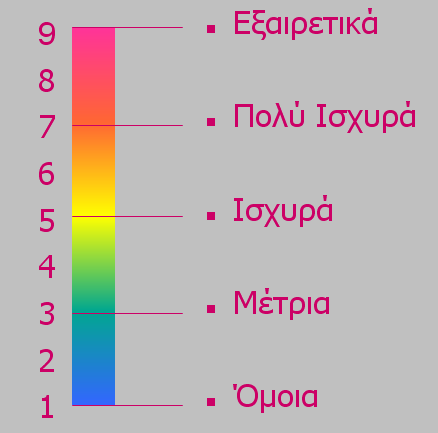 9 Εξαιρετικά
8
7 Πολύ Ισχυρά
6
5 Ισχυρά
4
3 Μέτρια
2
1 Όμοια